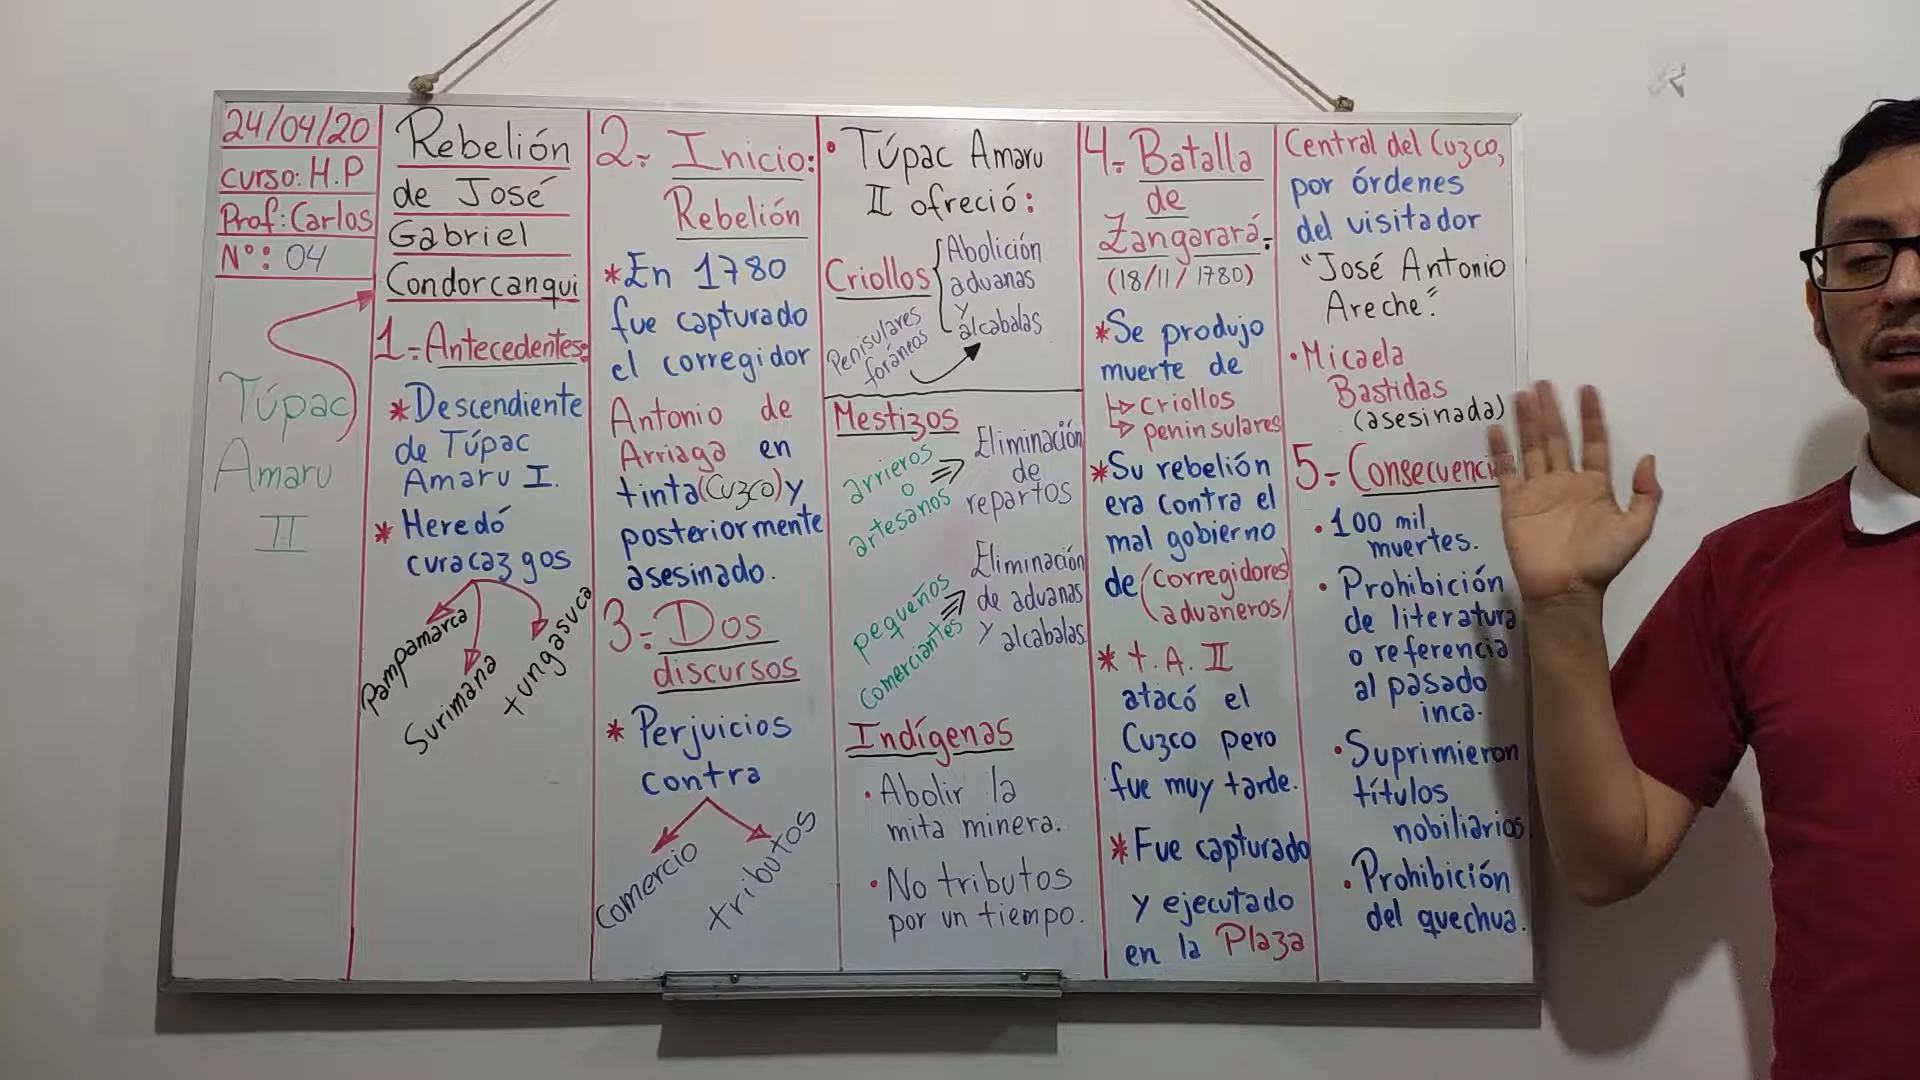 24/04/20
curso: H.P
Prof: Carlos
N°: 04
Túpac
Amaru
II
Rebelión
de José
Gabriel
Condorcanqui
1.- Antecedentes:
* Descendiente
de Túpac
Amaru I.
* Heredó
curacazgos
Pampamarca
Surimana
tungasuca
2.- Inicio:
Rebelión
* En 1780
fue capturado
el corregidor
Antonio de
Arriaga en
tinta (Cuzco) y
posteriormente
asesinado.
3.- Dos
discursos
* Perjuicios
contra
comercio
tributos
• Túpac Amaru
II ofreció:
Criollos
Abolición
aduanas
y
alcabalas
Penisulares
foráneos
Mestizos
arrieros
o
artesanos
Eliminación
de
repartos
pequeños
comerciantes
Eliminación
de aduanas
y alcabalas
Indígenas
• Abolir la
mita minera.
• No tributos
por un tiempo.
4.- Batalla
de
Zangarará.-
(18/11/1780)
* Se produjo
muerte de
criollos
peninsulares
* Su rebelión
era contra el
mal gobierno
de (corregidores
aduaneros)
* t. A. II
atacó el
Cuzco pero
fue muy tarde.
* Fue capturado
y ejecutado
en la Plaza
Central del Cuzco,
por órdenes
del visitador
"José Antonio
Areche".
• Micaela
Bastidas
(asesinada)
5.- Consecuenci
• 100 mil
muertes.
• Prohibición
de literatura
o referencia
al pasado
inca.
• Suprimieron
títulos
nobiliarios.
• Prohibición
del quechua.